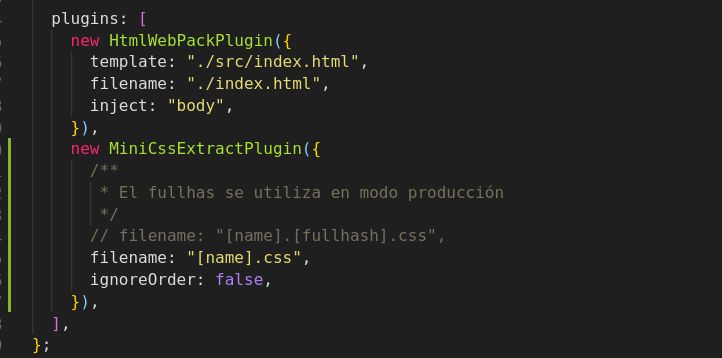 plugins: [
new HtmlWebPackPlugin({
template: "./src/index.html",
filename: "./index.html",
inject: "body",
}),
new MiniCssExtractPlugin({
/**
* El fullhas se utiliza en modo producción
*/
// filename: "[name].[fullhash].css",
filename: "[name].css",
ignoreOrder: false,
}),
],
};